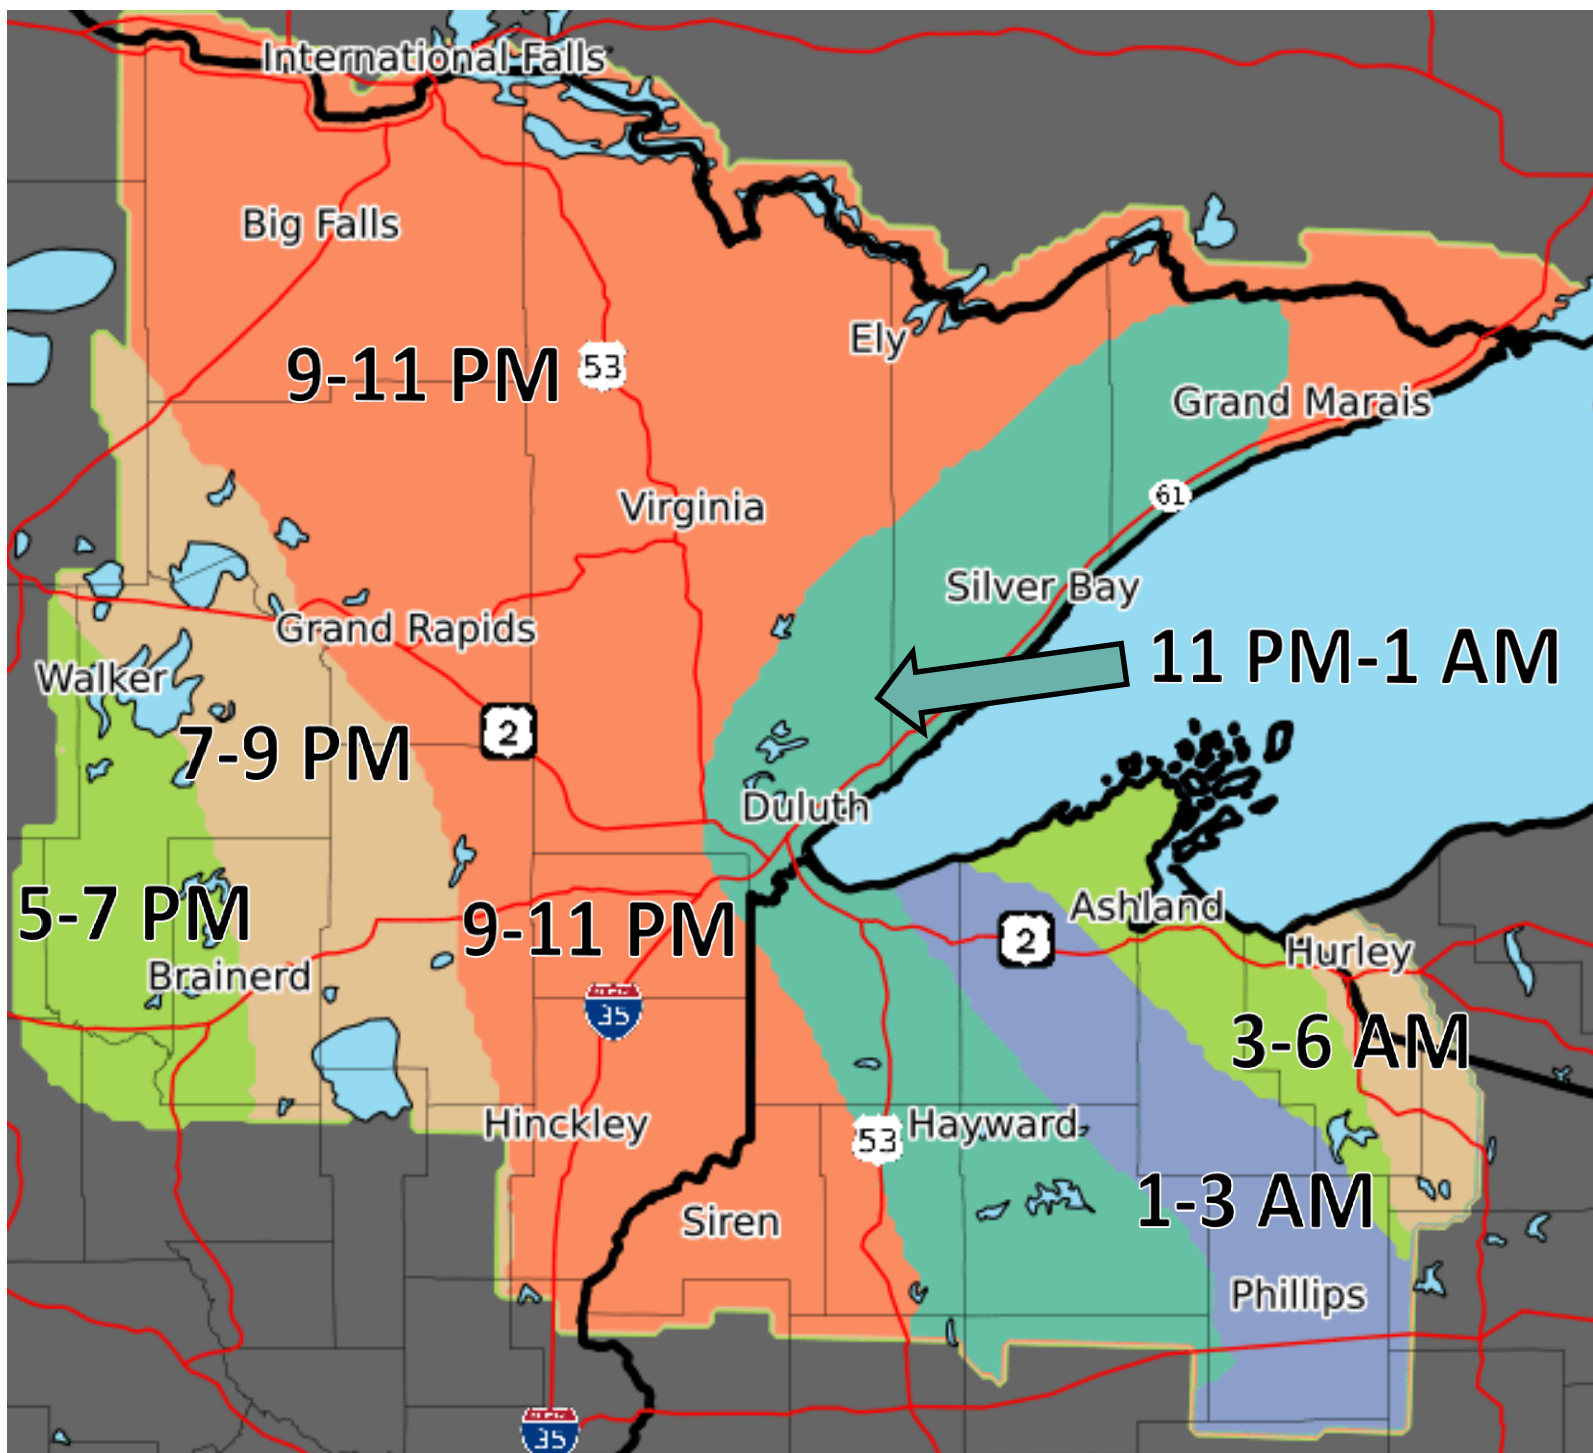 International Falls
Big Falls
Ely
9-11 PM
53
Grand Marais
61
Virginia
Silver Bay
Grand Rapids
11 PM-1 AM
Walker
2
7-9 PM
Duluth
5-7 PM
9-11 PM
Ashland
2
Hurley
Brainerd
35
3-6 AM
Hinckley
53
Hayward
1-3 AM
Siren
Phillips
35